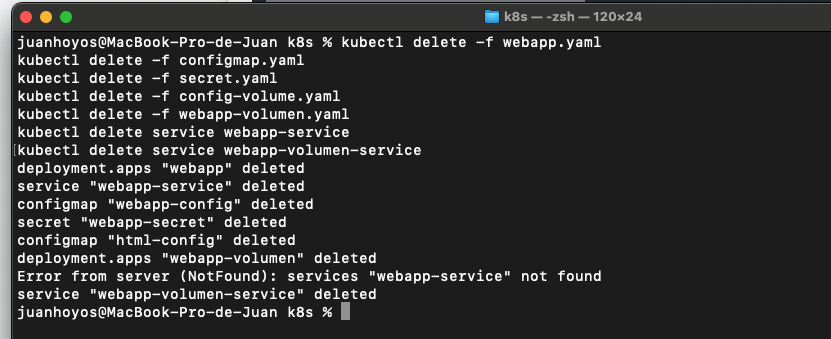 k8s — -zsh — 120×24
juanhoyos@MacBook-Pro-de-Juan k8s % kubectl delete -f webapp.yaml
kubectl delete -f configmap.yaml
kubectl delete -f secret.yaml
kubectl delete -f config-volume.yaml
kubectl delete -f webapp-volumen.yaml
kubectl delete service webapp-service
[kubectl delete service webapp-volumen-service
deployment.apps "webapp" deleted
service "webapp-service" deleted
configmap "webapp-config" deleted
secret "webapp-secret" deleted
configmap "html-config" deleted
deployment.apps "webapp-volumen" deleted
Error from server (NotFound): services "webapp-service" not found
service "webapp-volumen-service" deleted
juanhoyos@MacBook-Pro-de-Juan k8s %